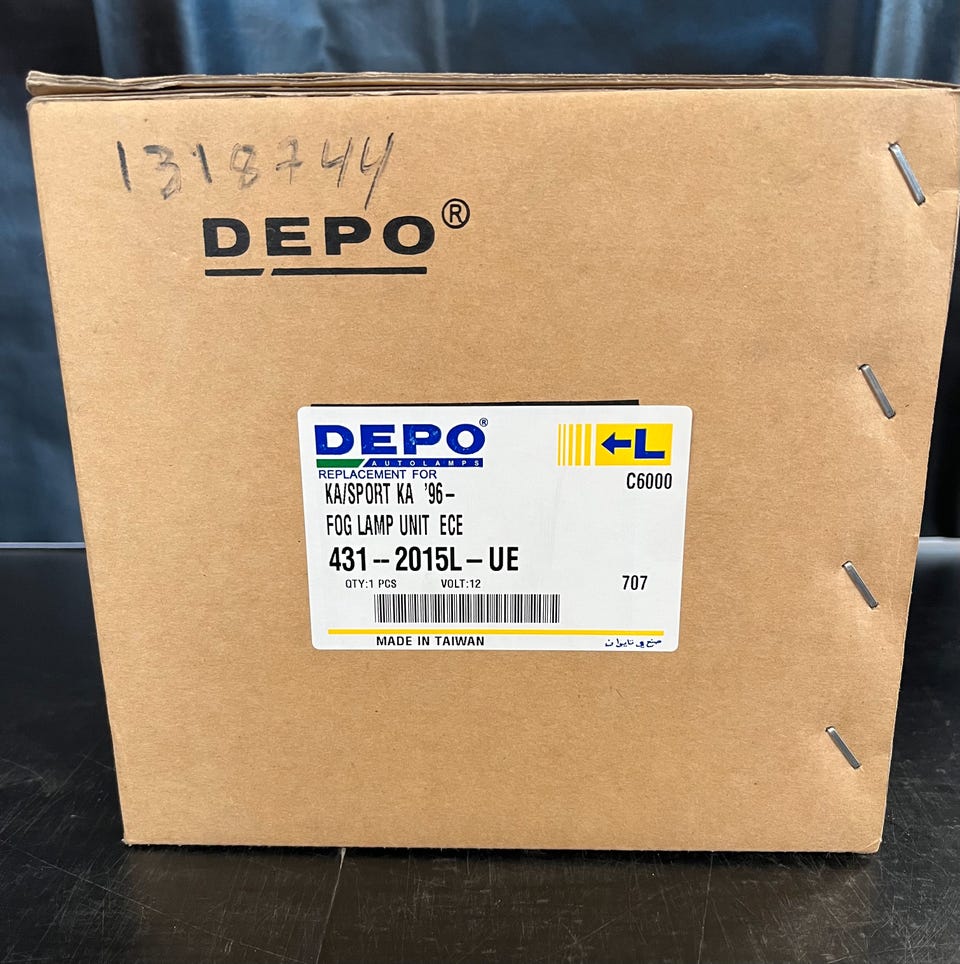 1318744
DEPO®
DEPO®
AUTOLAMPS
←L
REPLACEMENT FOR
C6000
KA/SPORT KA '96-
FOG LAMP UNIT ECE
431--2015L-UE
QTY:1 PCS VOLT:12
707
MADE IN TAIWAN
صنع في تايوان